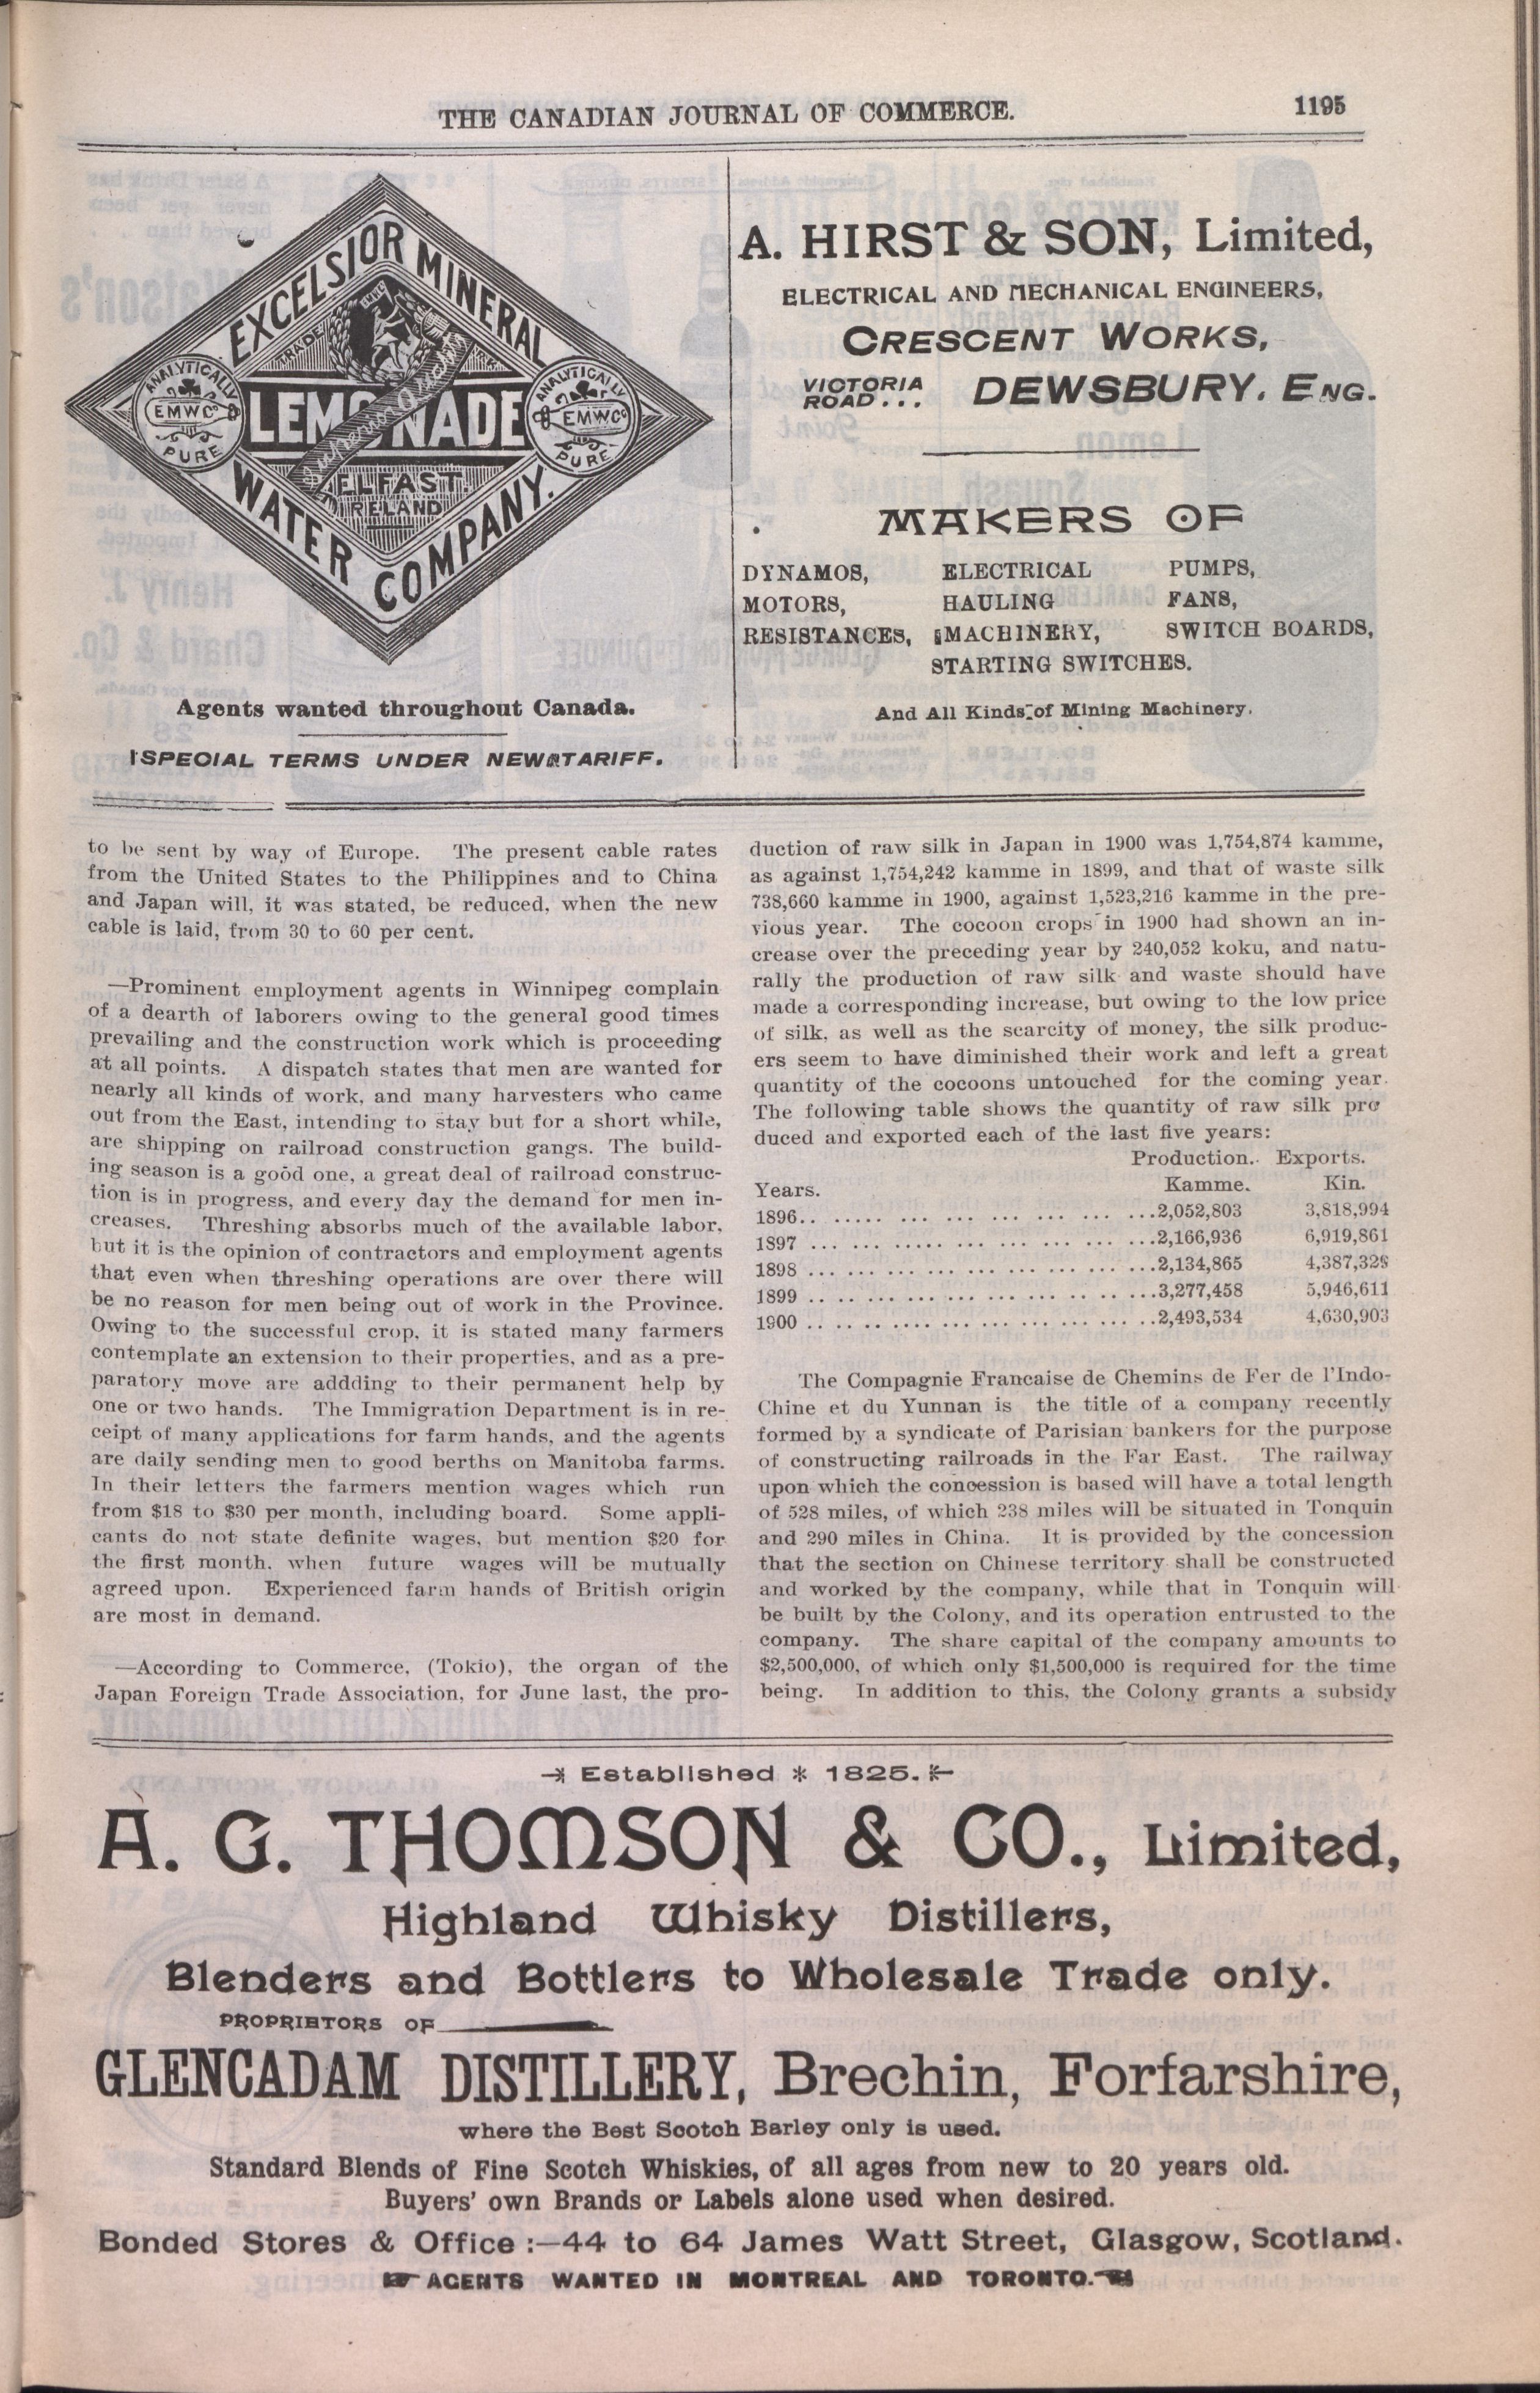 THE CANADIAN JOURNAL OF COMMERCE.
1195
EXCELSIOR MINERAL
TRADE
EMWC
ANALYTICALLY
EMWCo
PURE
LEMONADE
ANALYTICALLY
EMWCo
PURE
BELFAST.
IRELAND
WATER COMPANY.
Agents wanted throughout Canada.
SPECIAL TERMS UNDER NEW TARIFF.
A. HIRST & SON, Limited,
ELECTRICAL AND MECHANICAL ENGINEERS,
CRESCENT WORKS,
VICTORIA
ROAD...
DEWSBURY. ENG.
MAKERS OF
DYNAMOS, ELECTRICAL PUMPS,
MOTORS, HAULING FANS,
RESISTANCES, MACHINERY, SWITCH BOARDS,
STARTING SWITCHES.
And All Kinds of Mining Machinery.
to be sent by way of Europe. The present cable rates
from the United States to the Philippines and to China
and Japan will, it was stated, be reduced, when the new
cable is laid, from 30 to 60 per cent.
—Prominent employment agents in Winnipeg complain
of a dearth of laborers owing to the general good times
prevailing and the construction work which is proceeding
at all points. A dispatch states that men are wanted for
nearly all kinds of work, and many harvesters who came
out from the East, intending to stay but for a short while,
are shipping on railroad construction gangs. The build-
ing season is a good one, a great deal of railroad construc-
tion is in progress, and every day the demand for men in-
creases. Threshing absorbs much of the available labor,
but it is the opinion of contractors and employment agents
that even when threshing operations are over there will
be no reason for men being out of work in the Province.
Owing to the successful crop, it is stated many farmers
contemplate an extension to their properties, and as a pre-
paratory move are addding to their permanent help by
one or two hands. The Immigration Department is in re-
ceipt of many applications for farm hands, and the agents
are daily sending men to good berths on Manitoba farms.
In their letters the farmers mention wages which run
from $18 to $30 per month, including board. Some appli-
cants do not state definite wages, but mention $20 for
the first month, when future wages will be mutually
agreed upon. Experienced farm hands of British origin
are most in demand.
—According to Commerce, (Tokio), the organ of the
Japan Foreign Trade Association, for June last, the pro-
duction of raw silk in Japan in 1900 was 1,754,874 kamme,
as against 1,754,242 kamme in 1899, and that of waste silk
738,660 kamme in 1900, against 1,523,216 kamme in the pre-
vious year. The cocoon crops in 1900 had shown an in-
crease over the preceding year by 240,052 koku, and natu-
rally the production of raw silk and waste should have
made a corresponding increase, but owing to the low price
of silk, as well as the scarcity of money, the silk produc-
ers seem to have diminished their work and left a great
quantity of the cocoons untouched for the coming year.
The following table shows the quantity of raw silk pro
duced and exported each of the last five years:
Production. Exports.
Years. Kamme. Kin.
1896.. ..... ... ... ... ... ... ...2,052,803 3,818,994
1897 ... ... ..... ... ... ... ... ...2,166,936 6,919,861
1898 ... ... ... ... ... ... ... ... ...2,134,865 4,387,329
1899 .. .. ... ... ... ... ... .. .. ...3,277,458 5,946,611
1900 .. .. .. .... ... ... ... ... ... ..2,493,534 4,630,903
The Compagnie Francaise de Chemins de Fer de l'Indo-
Chine et du Yunnan is the title of a company recently
formed by a syndicate of Parisian bankers for the purpose
of constructing railroads in the Far East. The railway
upon which the concession is based will have a total length
of 528 miles, of which 238 miles will be situated in Tonquin
and 290 miles in China. It is provided by the concession
that the section on Chinese territory shall be constructed
and worked by the company, while that in Tonquin will
be built by the Colony, and its operation entrusted to the
company. The share capital of the company amounts to
$2,500,000, of which only $1,500,000 is required for the time
being. In addition to this, the Colony grants a subsidy
Established * 1825.
A. G. THOMSON & CO., Limited,
Highland Whisky Distillers,
Blenders and Bottlers to Wholesale Trade only.
PROPRIETORS OF
GLENCADAM DISTILLERY, Brechin, Forfarshire,
where the Best Scotch Barley only is used.
Standard Blends of Fine Scotch Whiskies, of all ages from new to 20 years old.
Buyers' own Brands or Labels alone used when desired.
Bonded Stores & Office :—44 to 64 James Watt Street, Glasgow, Scotland.
AGENTS WANTED IN MONTREAL AND TORONTO.